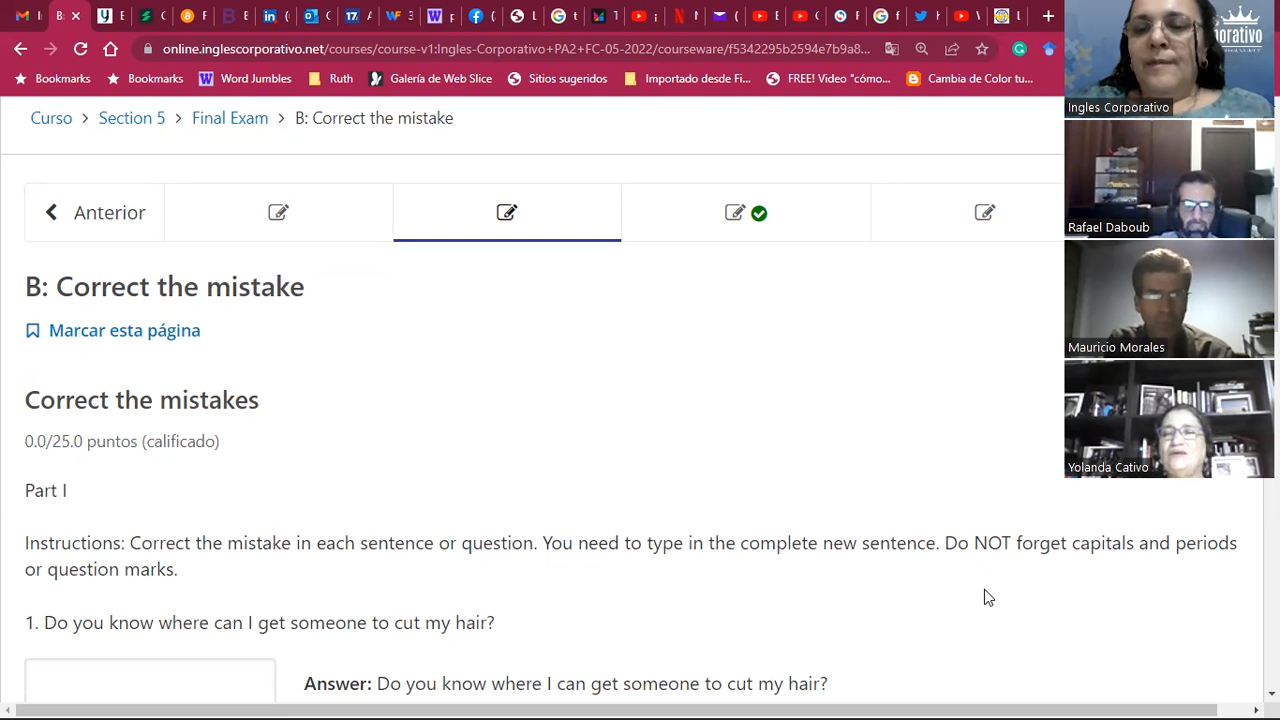 online.inglescorporativo.net/courses/course-v1:Ingles-Corporativo+PA2+FC-05-2022/courseware/f5342295b2594e7b9a8...
Bookmarks
Bookmarks
Word Jumbles
Ruth
Galería de Web Slice
Sitios sugeridos
Importado desde Fi...
FREE! Video "cómo...
Cambia de Color tu...
orativo
Ingles Corporativo
Rafael Daboub
Mauricio Morales
Yolanda Cativo
Curso > Section 5 > Final Exam > B: Correct the mistake
Anterior
B: Correct the mistake
Marcar esta página
Correct the mistakes
0.0/25.0 puntos (calificado)
Part I
Instructions: Correct the mistake in each sentence or question. You need to type in the complete new sentence. Do NOT forget capitals and periods
or question marks.
1. Do you know where can I get someone to cut my hair?
Answer: Do you know where I can get someone to cut my hair?